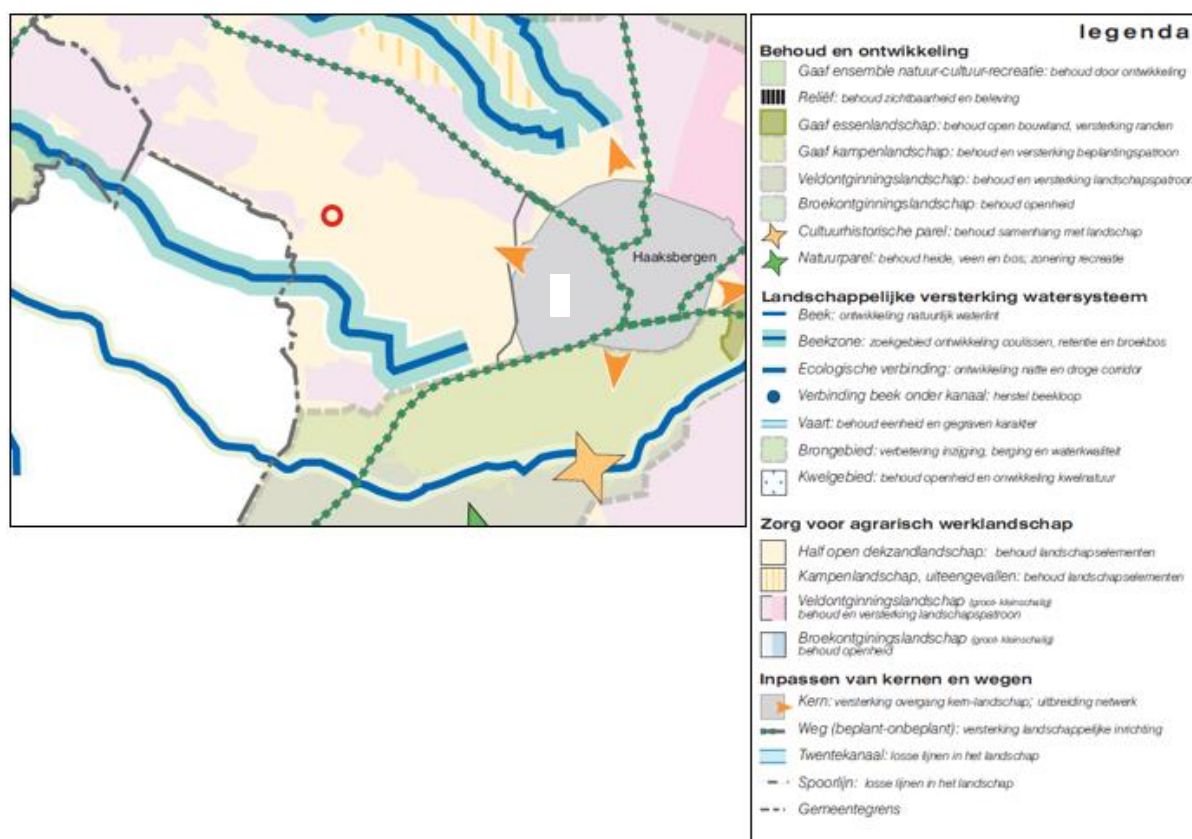 Haaksbergen
legenda
Behoud en ontwikkeling
Gaaf ensemble natuur-cultuur-recreatie: behoud door ontwikkeling
Reliëf: behoud zichtbaarheid en beleving
Gaaf essenlandschap: behoud open bouwland, versterking randen
Gaaf kampenlandschap: behoud en versterking beplantingspatroon
Veldontginningslandschap: behoud en versterking landschapspatroon
Broekontginningslandschap: behoud openheid
Cultuurhistorische parel: behoud samenhang met landschap
Natuurparel: behoud heide, veen en bos; zonering recreatie
Landschappelijke versterking watersysteem
Beek: ontwikkeling natuurlijk waterlint
Beekzone: zoekgebied ontwikkeling coulissen, retentie en broekbos
Ecologische verbinding: ontwikkeling natte en droge corridor
Verbinding beek onder kanaal: herstel beekloop
Vaart: behoud eenheid en gegraven karakter
Brongebied: verbetering inzijging, berging en waterkwaliteit
Kwelgebied: behoud openheid en onwikkeling kwelnatuur
Zorg voor agrarisch werklandschap
Half open dekzandlandschap: behoud landschapselementen
Kampenlandschap, uiteengevallen: behoud landschapselementen
Veldontginningslandschap (groot- kleinschalig)
behoud en versterking landschapspatroon
Broekontginingslandschap (groot- kleinschalig)
behoud openheid
Inpassen van kernen en wegen
Kern: versterking overgang kern-landschap; uitbreiding netwerk
Weg (beplant-onbeplant): versterking landschappelijke inrichting
Twentekanaal: losse lijnen in het landschap
Spoorlijn: losse lijnen in het landschap
Gemeentegrens